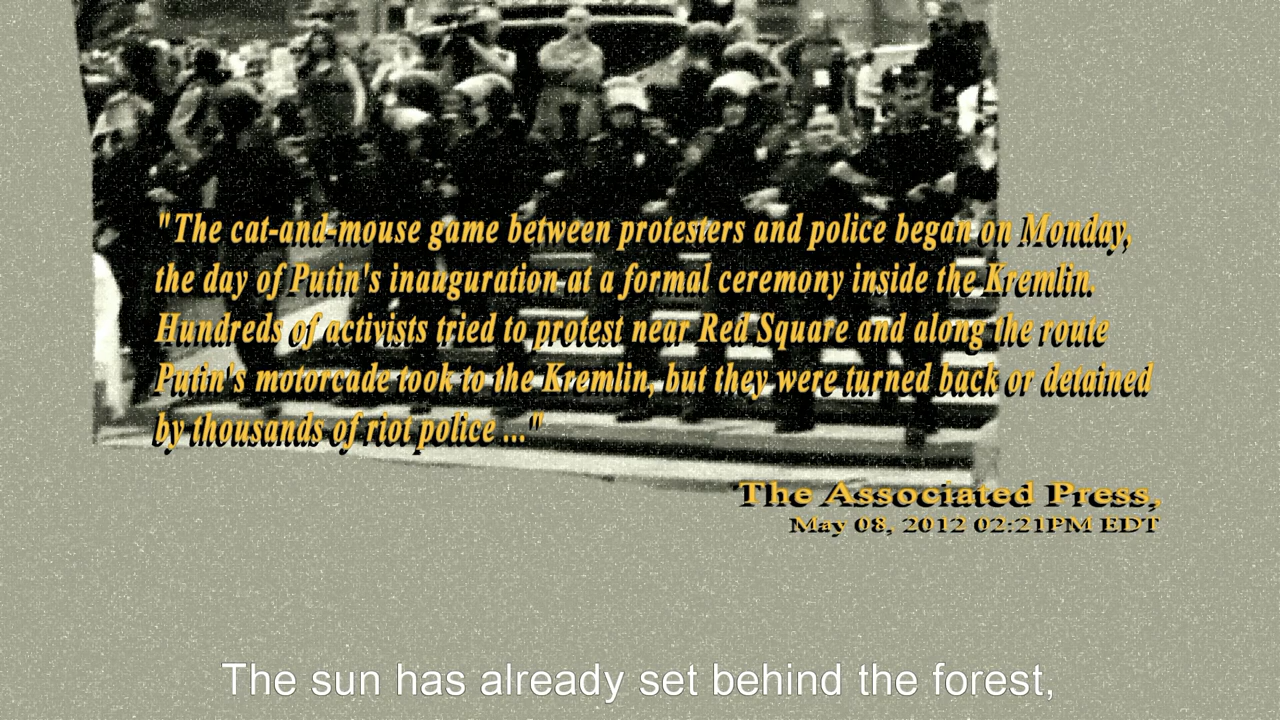 "The cat-and-mouse game between protesters and police began on Monday,
the day of Putin's inauguration at a formal ceremony inside the Kremlin.
Hundreds of activists tried to protest near Red Square and along the route
Putin's motorcade took to the Kremlin, but they were turned back or detained
by thousands of riot police ..."
The Associated Press,
May 08, 2012 02:21PM EDT
The sun has already set behind the forest,